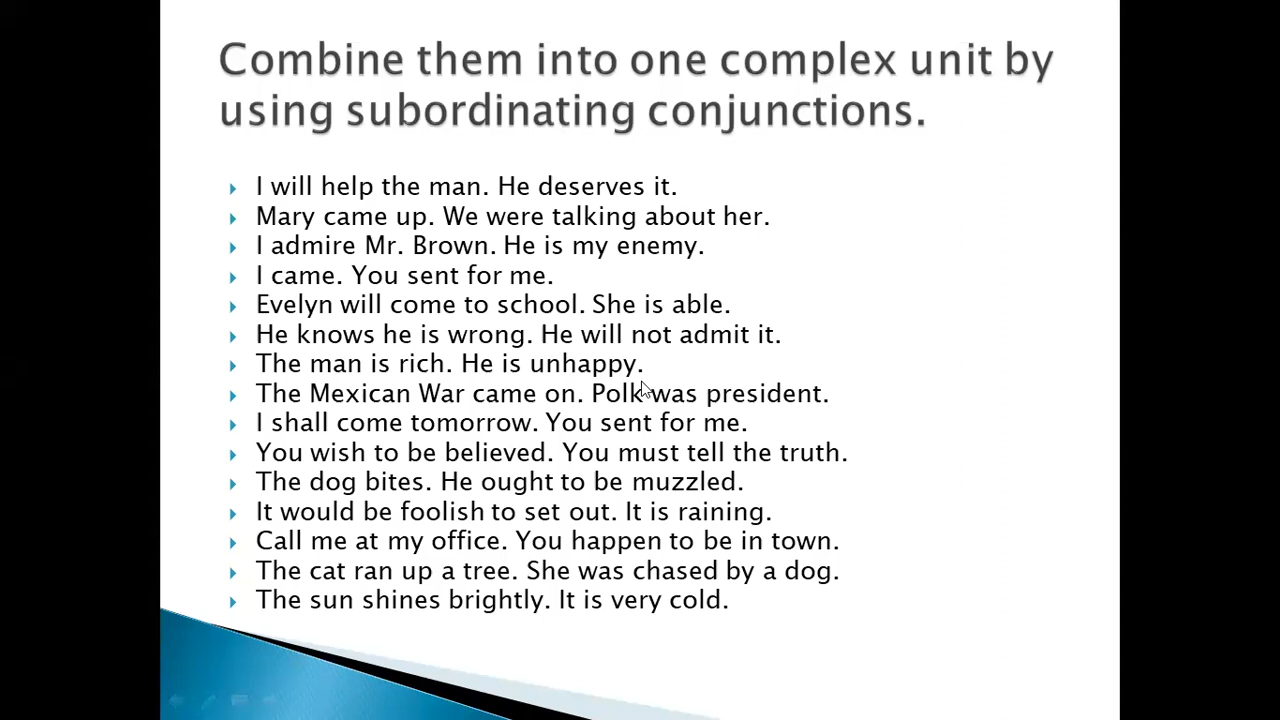 Combine them into one complex unit by
using subordinating conjunctions.
I will help the man. He deserves it.
Mary came up. We were talking about her.
I admire Mr. Brown. He is my enemy.
I came. You sent for me.
Evelyn will come to school. She is able.
He knows he is wrong. He will not admit it.
The man is rich. He is unhappy.
The Mexican War came on. Polk was president.
I shall come tomorrow. You sent for me.
You wish to be believed. You must tell the truth.
The dog bites. He ought to be muzzled.
It would be foolish to set out. It is raining.
Call me at my office. You happen to be in town.
The cat ran up a tree. She was chased by a dog.
The sun shines brightly. It is very cold.